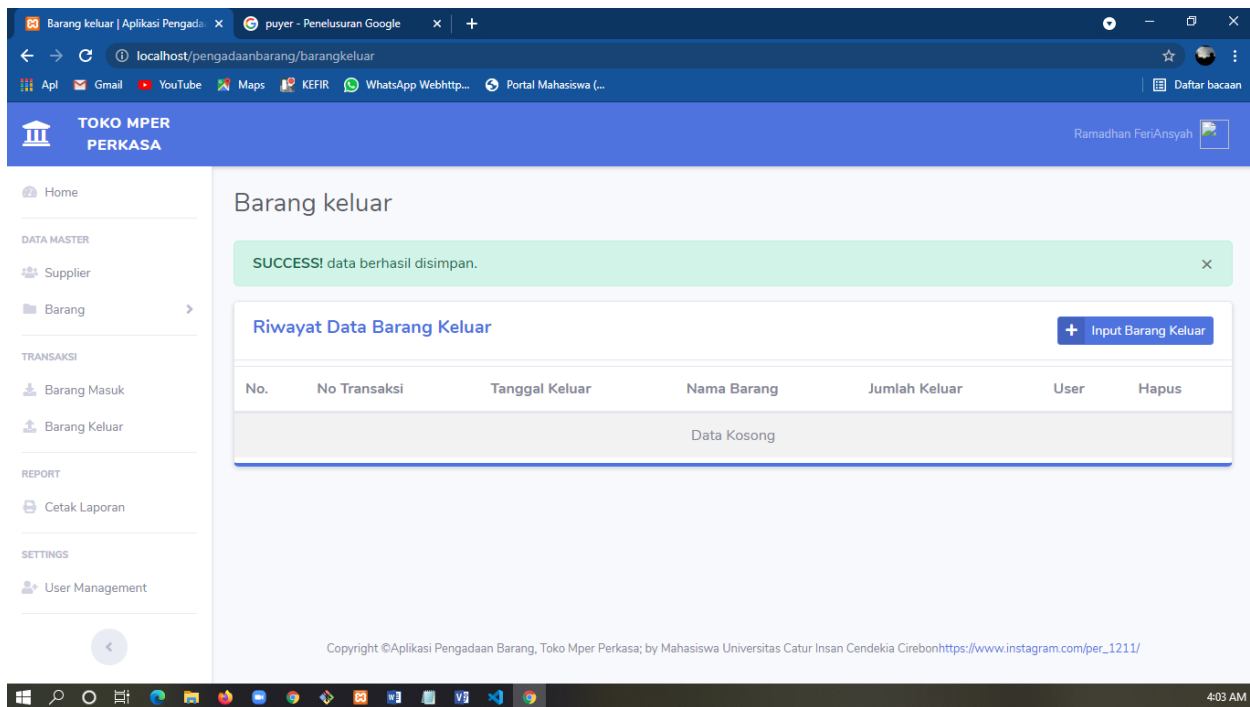 Barang keluar | Aplikasi Pengada
puyer - Penelusuran Google
localhost/pengadaanbarang/barangkeluar
Apl Gmail YouTube Maps KEFIR WhatsApp Webhttp... Portal Mahasiswa (... Daftar bacaan
TOKO MPER
PERKASA
Ramadhan FeriAnsyah
Home
DATA MASTER
Supplier
Barang
TRANSAKSI
Barang Masuk
Barang Keluar
REPORT
Cetak Laporan
SETTINGS
User Management
Barang keluar
SUCCESS! data berhasil disimpan.
Riwayat Data Barang Keluar
Input Barang Keluar
No. No Transaksi Tanggal Keluar Nama Barang Jumlah Keluar User Hapus
Data Kosong
Copyright ©Aplikasi Pengadaan Barang, Toko Mper Perkasa; by Mahasiswa Universitas Catur Insan Cendekia Cirebonhttps://www.instagram.com/per_1211/
4:03 AM